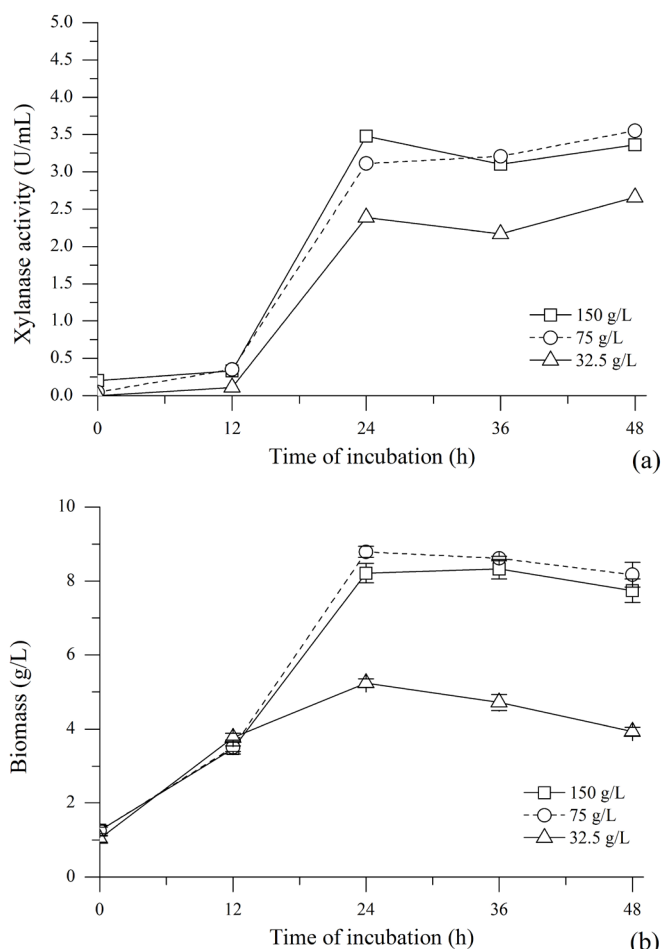 5.0
4.5
4.0
3.5
3.0
2.5
2.0
1.5
1.0
0.5
0.0
Xylanase activity (U/mL)
150 g/L
75 g/L
32.5 g/L
0 12 24 36 48
Time of incubation (h)
(a)
10
8
6
4
2
0
Biomass (g/L)
150 g/L
75 g/L
32.5 g/L
0 12 24 36 48
Time of incubation (h)
(b)